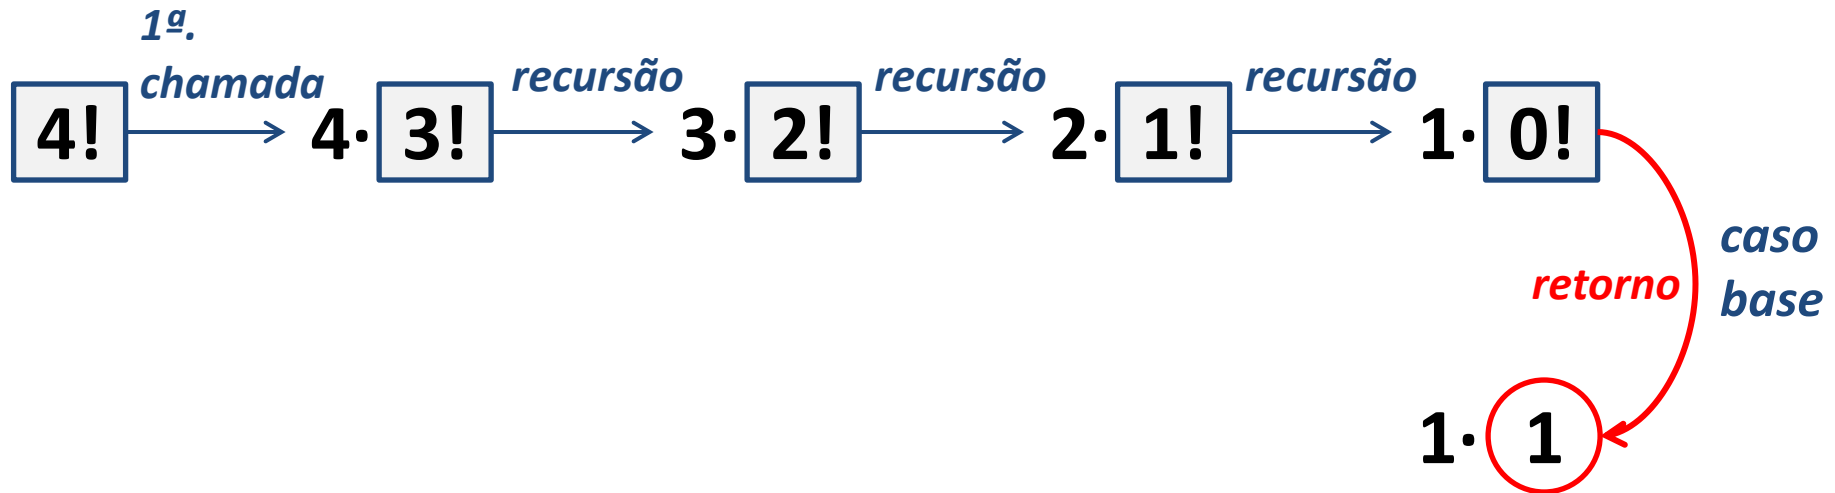 1ª.
chamada
recursão
recursão
recursão
4!
4· 3!
3· 2!
2· 1!
1· 0!
caso
base
retorno
1· 1